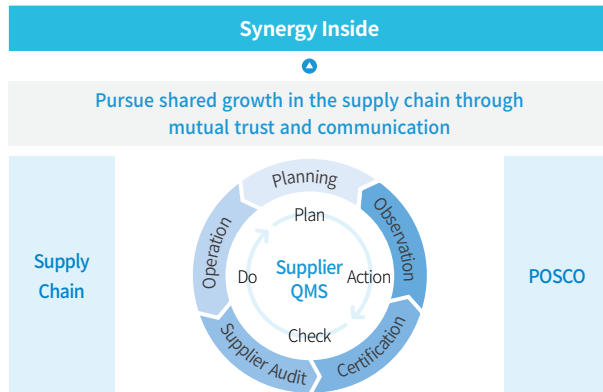 Synergy Inside
Pursue shared growth in the supply chain through
mutual trust and communication
Supply
Chain
Planning
Observation
Certification
Supplier Audit
Operation
Plan
Action
Check
Do
Supplier
QMS
POSCO